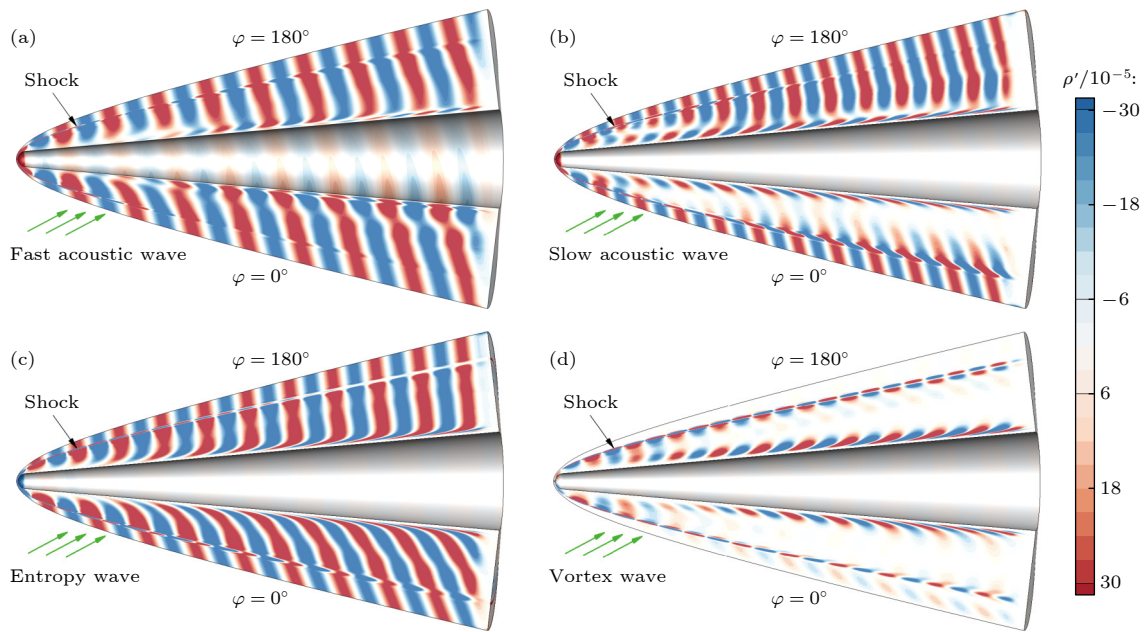 (a)
φ = 180°
Shock
Fast acoustic wave
φ = 0°
(b)
φ = 180°
Shock
Slow acoustic wave
φ = 0°
(c)
φ = 180°
Shock
Entropy wave
φ = 0°
(d)
φ = 180°
Shock
Vortex wave
φ = 0°
ρ′/10⁻⁵:
−30
−18
−6
6
18
30